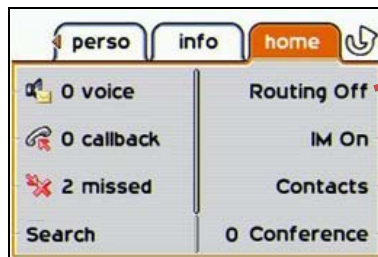 perso info home
0 voice Routing Off
0 callback IM On
2 missed Contacts
Search 0 Conference